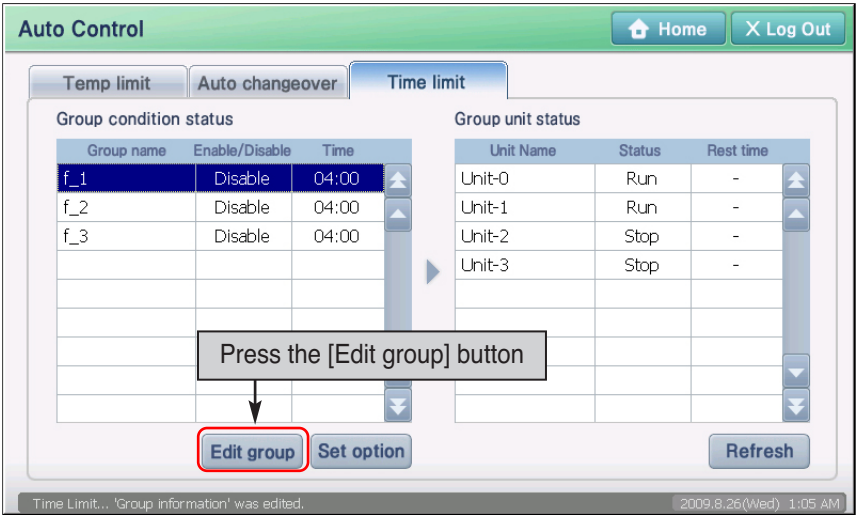 Auto Control
Home
X Log Out
Temp limit
Auto changeover
Time limit
Group condition status
Group name Enable/Disable Time
f_1 Disable 04:00
f_2 Disable 04:00
f_3 Disable 04:00
Group unit status
Unit Name Status Rest time
Unit-0 Run -
Unit-1 Run -
Unit-2 Stop -
Unit-3 Stop -
Press the [Edit group] button
Edit group
Set option
Refresh
Time Limit... 'Group information' was edited.
2009.8.26(Wed) 1:05 AM